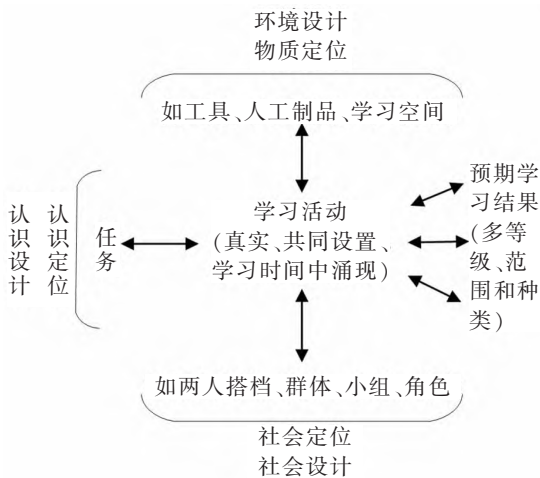 环境设计
物质定位
如工具、人工制品、学习空间
认识设计
认识定位
任务
学习活动
(真实、共同设置、
学习时间中涌现)
预期学
习结果
(多等
级、范
围和种
类)
如两人搭档、群体、小组、角色
社会定位
社会设计